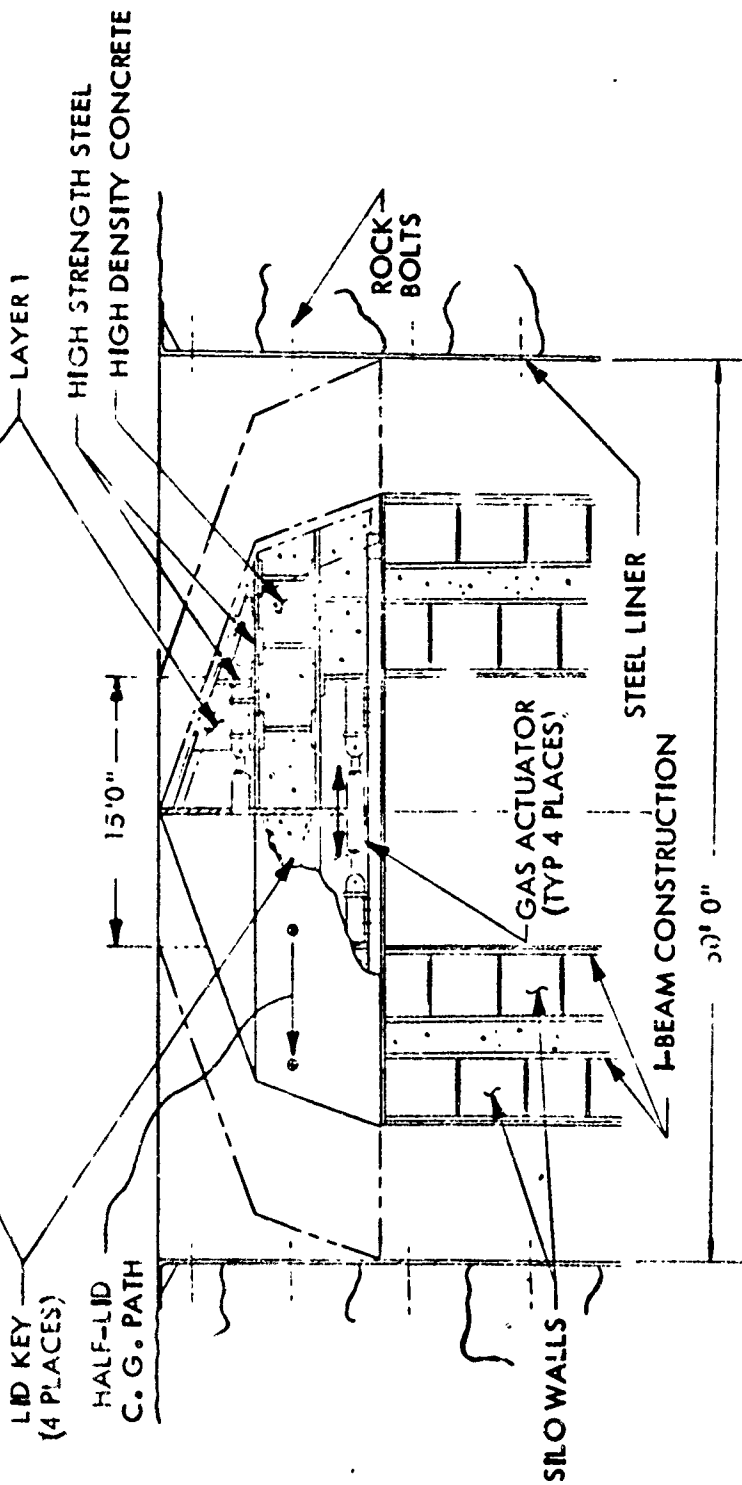 LAYER 1
HIGH STRENGTH STEEL
HIGH DENSITY CONCRETE
LID KEY
(4 PLACES)
HALF-LID
C. G. PATH
15'0"
ROCK
BOLTS
GAS ACTUATOR
(TYP 4 PLACES)
STEEL LINER
SILO WALLS
I-BEAM CONSTRUCTION
0"